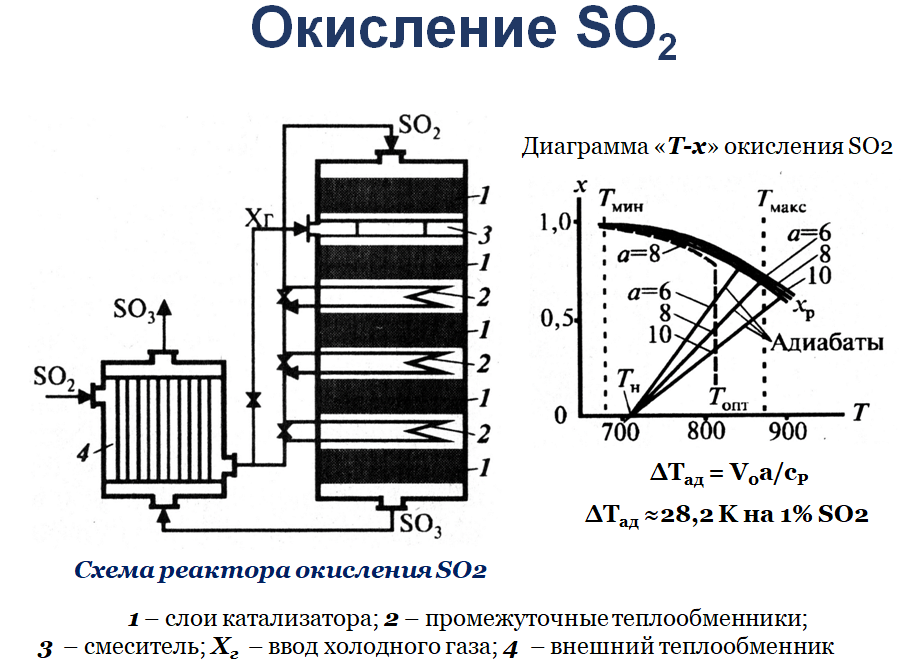 Окисление SO2
SO2
1
Хг
3
1
2
1
2
1
2
1
SO3
SO3
SO2
4
Схема реактора окисления SO2
Диаграмма «Т-х» окисления SO2
x
Tмин
Tмакс
1,0
a=6
8
10
a=8
a=6
8
10
xр
0,5
Адиабаты
Tн
Tопт
0
700
800
900
T
ΔTад = V0a/cP
ΔTад ≈28,2 K на 1% SO2
1 – слои катализатора; 2 – промежуточные теплообменники;
3 – смеситель; Хг – ввод холодного газа; 4 – внешний теплообменник